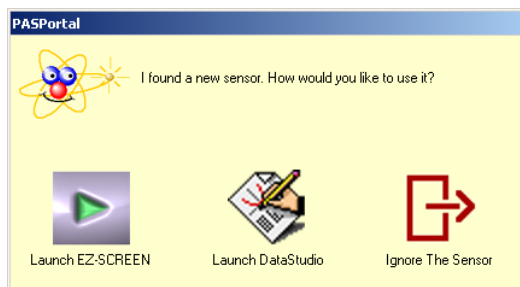 PASPortal
I found a new sensor. How would you like to use it?
Launch EZ-SCREEN
Launch DataStudio
Ignore The Sensor